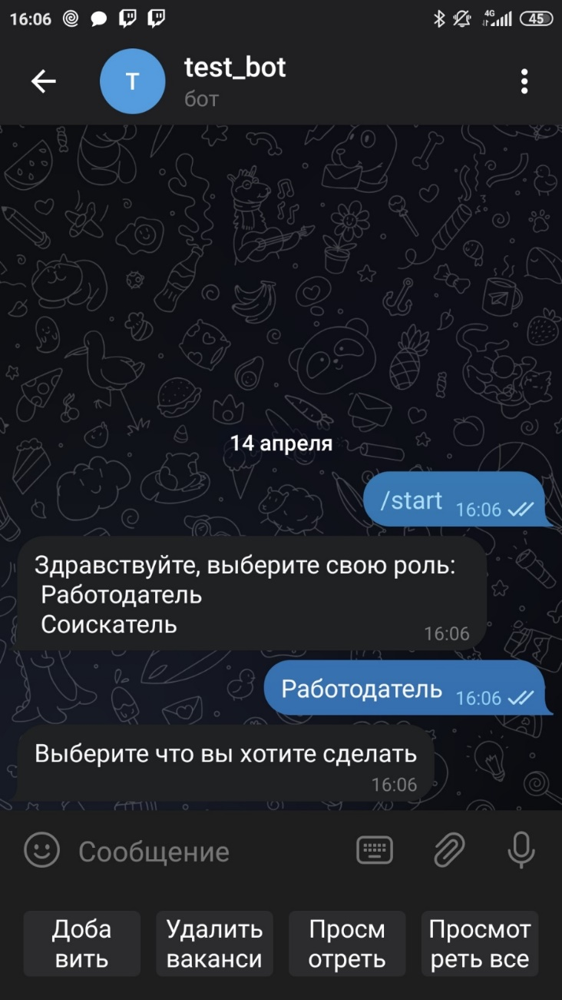 16:06
4G
45
T
test_bot
бот
14 апреля
/start 16:06
Здравствуйте, выберите свою роль:
Работодатель
Соискатель
16:06
Работодатель 16:06
Выберите что вы хотите сделать
16:06
Сообщение
Доба
вить
Удалить
ваканси
Просм
отреть
Просмот
реть все